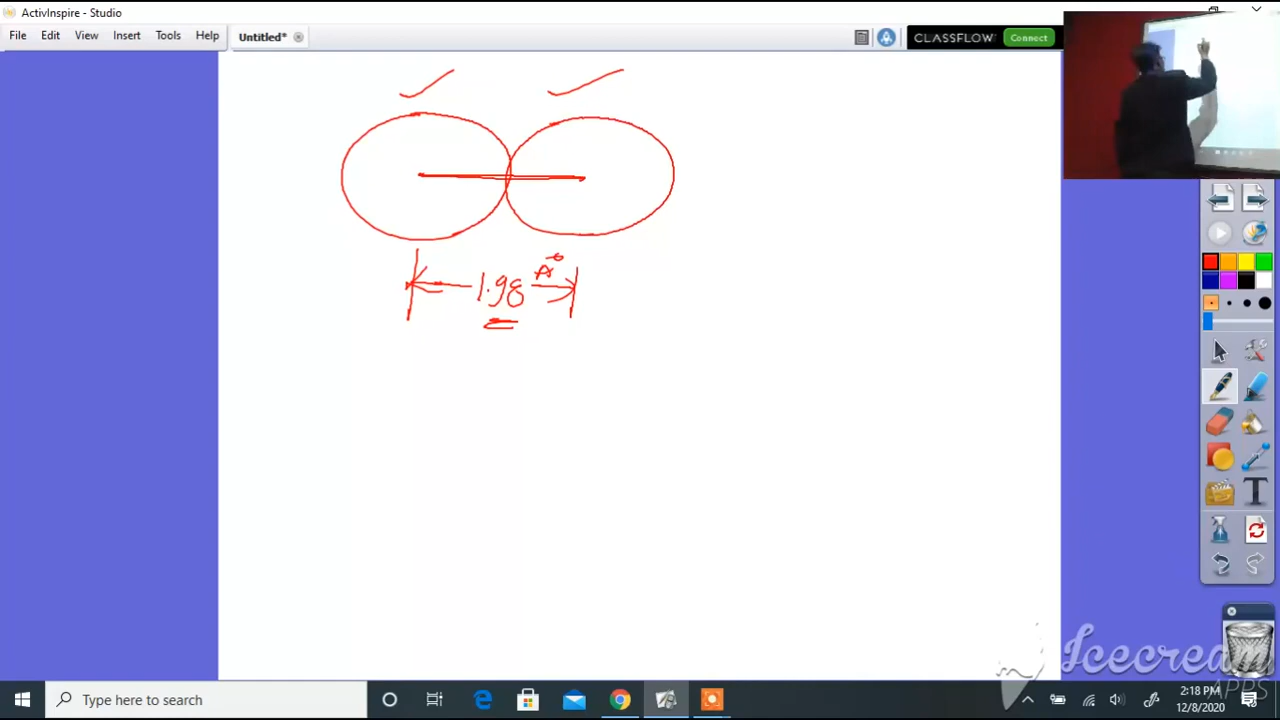 ActivInspire - Studio
File Edit View Insert Tools Help Untitled* CLASSFLOW Connect
1.98 A°
T
Icecream
APPS
Type here to search
2:18 PM
12/8/2020